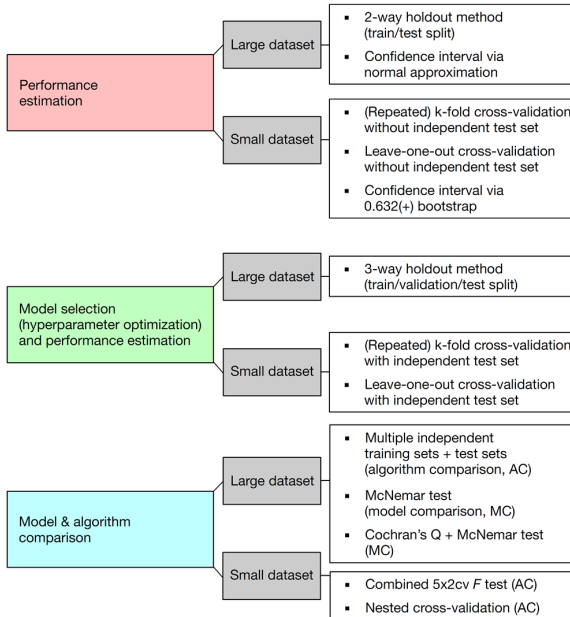 Performance
estimation
Large dataset
▪ 2-way holdout method
(train/test split)
▪ Confidence interval via
normal approximation
Small dataset
▪ (Repeated) k-fold cross-validation
without independent test set
▪ Leave-one-out cross-validation
without independent test set
▪ Confidence interval via
0.632(+) bootstrap
Model selection
(hyperparameter optimization)
and performance estimation
Large dataset
▪ 3-way holdout method
(train/validation/test split)
Small dataset
▪ (Repeated) k-fold cross-validation
with independent test set
▪ Leave-one-out cross-validation
with independent test set
Model & algorithm
comparison
Large dataset
▪ Multiple independent
training sets + test sets
(algorithm comparison, AC)
▪ McNemar test
(model comparison, MC)
▪ Cochran’s Q + McNemar test
(MC)
Small dataset
▪ Combined 5x2cv F test (AC)
▪ Nested cross-validation (AC)